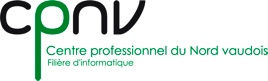 cpnv
Centre professionnel du Nord vaudois
Filière d'informatique